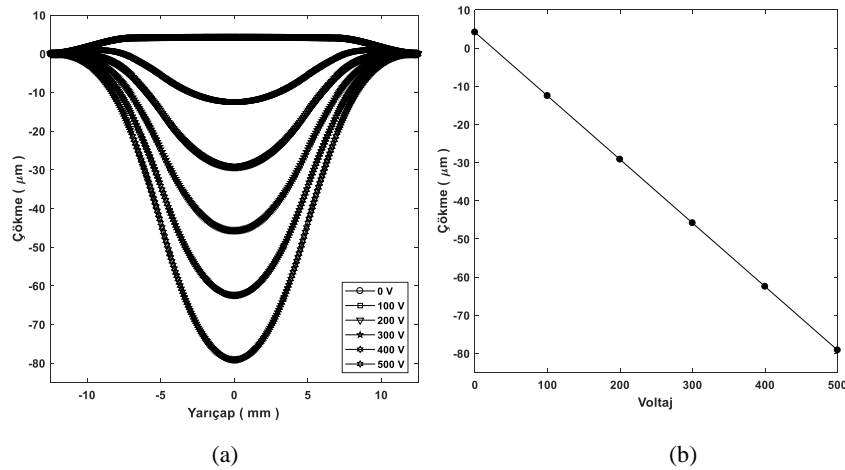 10
0
-10
-20
-30
-40
-50
-60
-70
-80
Çökme ( μm )
-10 -5 0 5 10
Yarıçap ( mm )
0 V
100 V
200 V
300 V
400 V
500 V
(a)
10
0
-10
-20
-30
-40
-50
-60
-70
-80
Çökme ( μm )
0 100 200 300 400 500
Voltaj
(b)